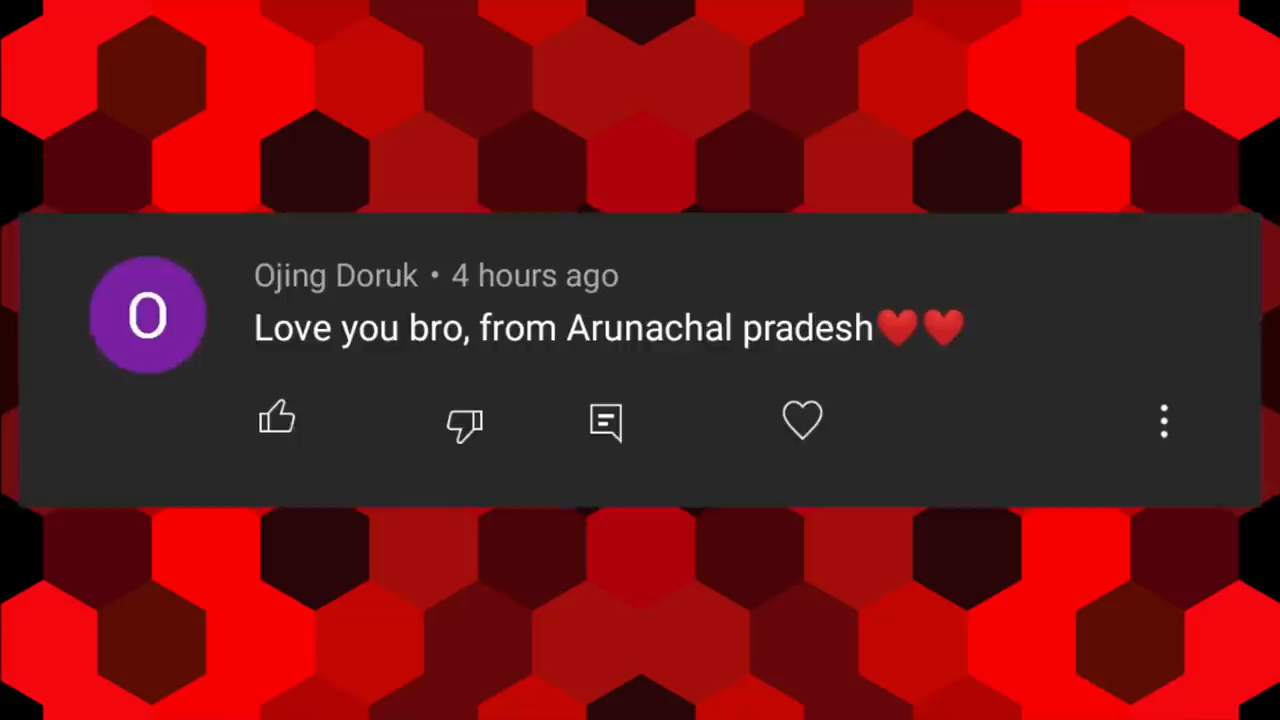 O
Ojing Doruk • 4 hours ago
Love you bro, from Arunachal pradesh❤️❤️